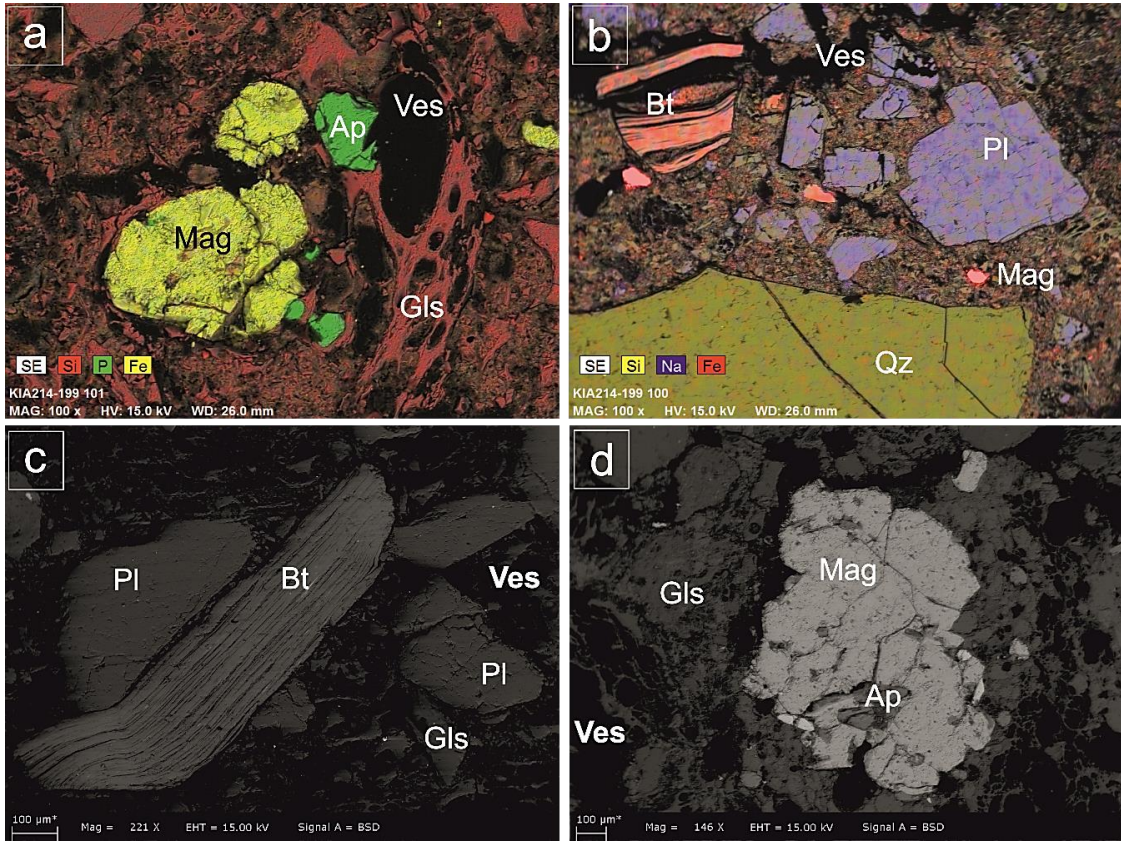 a
Ap
Ves
Mag
Gls
SE Si P Fe
KIA214-199 101
MAG: 100 x HV: 15.0 kV WD: 26.0 mm
b
Ves
Bt
Pl
Mag
Qz
SE Si Na Fe
KIA214-199 100
MAG: 100 x HV: 15.0 kV WD: 26.0 mm
c
Pl
Bt
Ves
Pl
Gls
100 µm* Mag = 221 X EHT = 15.00 kV Signal A = BSD
d
Mag
Gls
Ap
Ves
100 µm* Mag = 146 X EHT = 15.00 kV Signal A = BSD